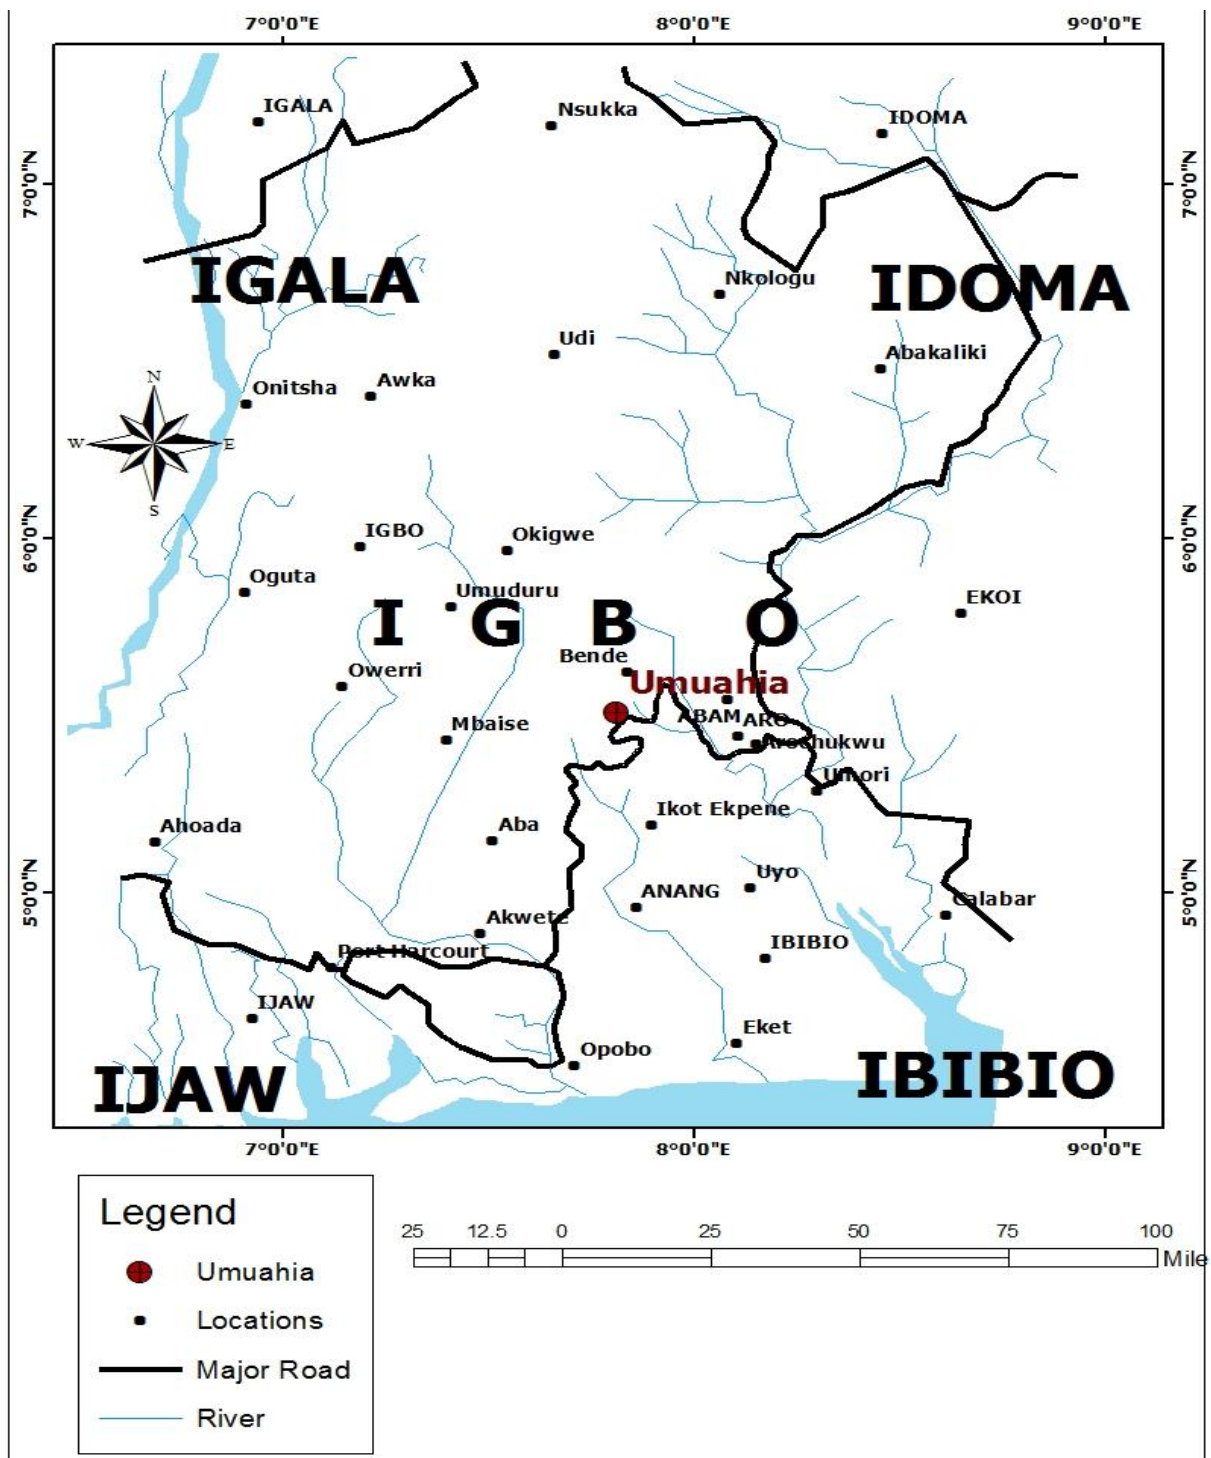 7°0'0"E 8°0'0"E 9°0'0"E
IGALA
Nsukka
IDOMA
7°0'0"N
7°0'0"N
IGALA
Nkologu
IDOMA
Udi
Abakaliki
N
Onitsha
Awka
W
E
S
IGBO
Okigwe
6°0'0"N
6°0'0"N
Oguta
Umuduru
EKOI
I G B O
Bende
Owerri
Umuahia
Mbaise
ABAM
ARO
Arochukwu
Umori
Ikot Ekpene
Ahoada
Aba
Uyo
5°0'0"N
5°0'0"N
ANANG
Calabar
Akwete
IBIBIO
Port Harcourt
IJAW
Eket
Opobo
IJAW
IBIBIO
7°0'0"E 8°0'0"E 9°0'0"E
Legend
Umuahia
Locations
Major Road
River
25 12.5 0 25 50 75 100
Mile